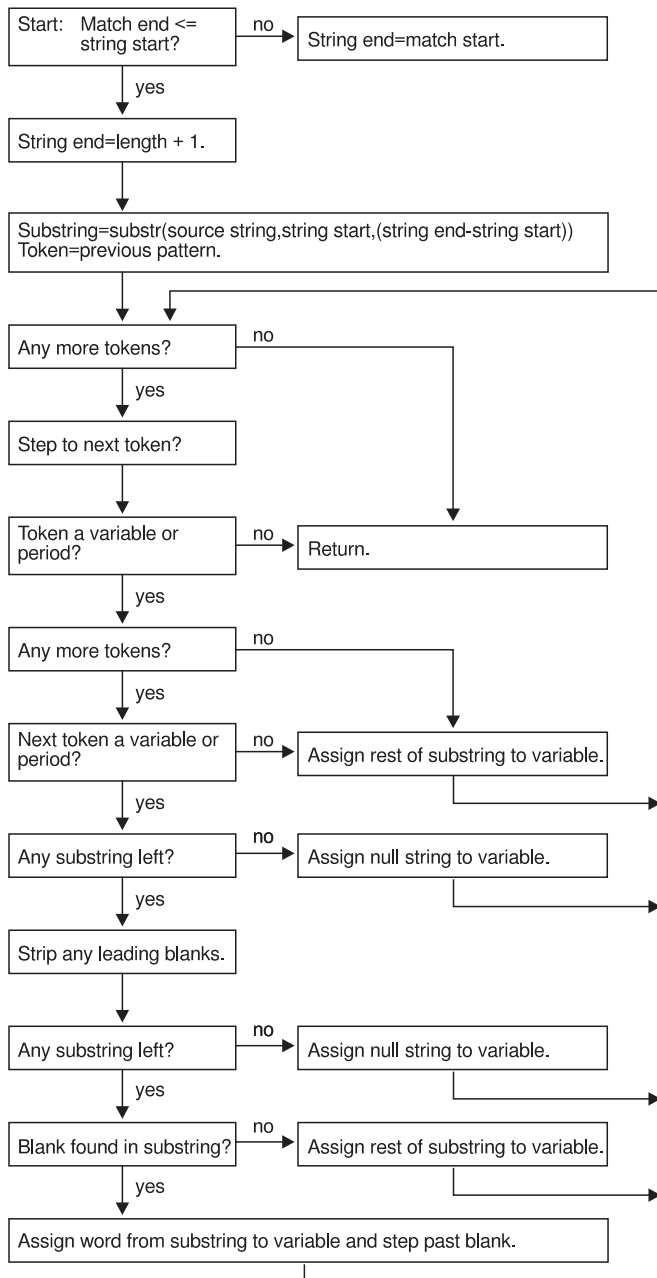 Start: Match end <=
string start?
no
String end=match start.
yes
String end=length + 1.
Substring=substr(source string,string start,(string end-string start))
Token=previous pattern.
Any more tokens?
no
yes
Step to next token?
Token a variable or
period?
no
Return.
yes
Any more tokens?
no
yes
Next token a variable or
period?
no
Assign rest of substring to variable.
yes
Any substring left?
no
Assign null string to variable.
yes
Strip any leading blanks.
Any substring left?
no
Assign null string to variable.
yes
Blank found in substring?
no
Assign rest of substring to variable.
yes
Assign word from substring to variable and step past blank.